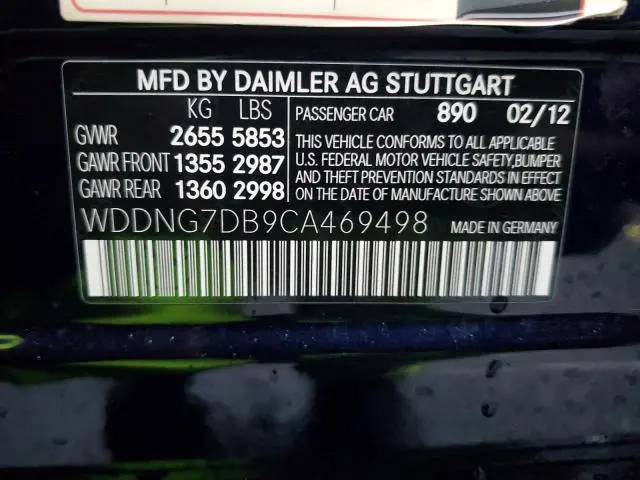 MFD BY DAIMLER AG STUTTGART
KG LBS PASSENGER CAR 890 02/12
GVWR 2655 5853
GAWR FRONT 1355 2987
GAWR REAR 1360 2998
THIS VEHICLE CONFORMS TO ALL APPLICABLE
U.S. FEDERAL MOTOR VEHICLE SAFETY,BUMPER
AND THEFT PREVENTION STANDARDS IN EFFECT
ON THE DATE OF MANUFACTURE SHOWN ABOVE
WDDNG7DB9CA469498 MADE IN GERMANY